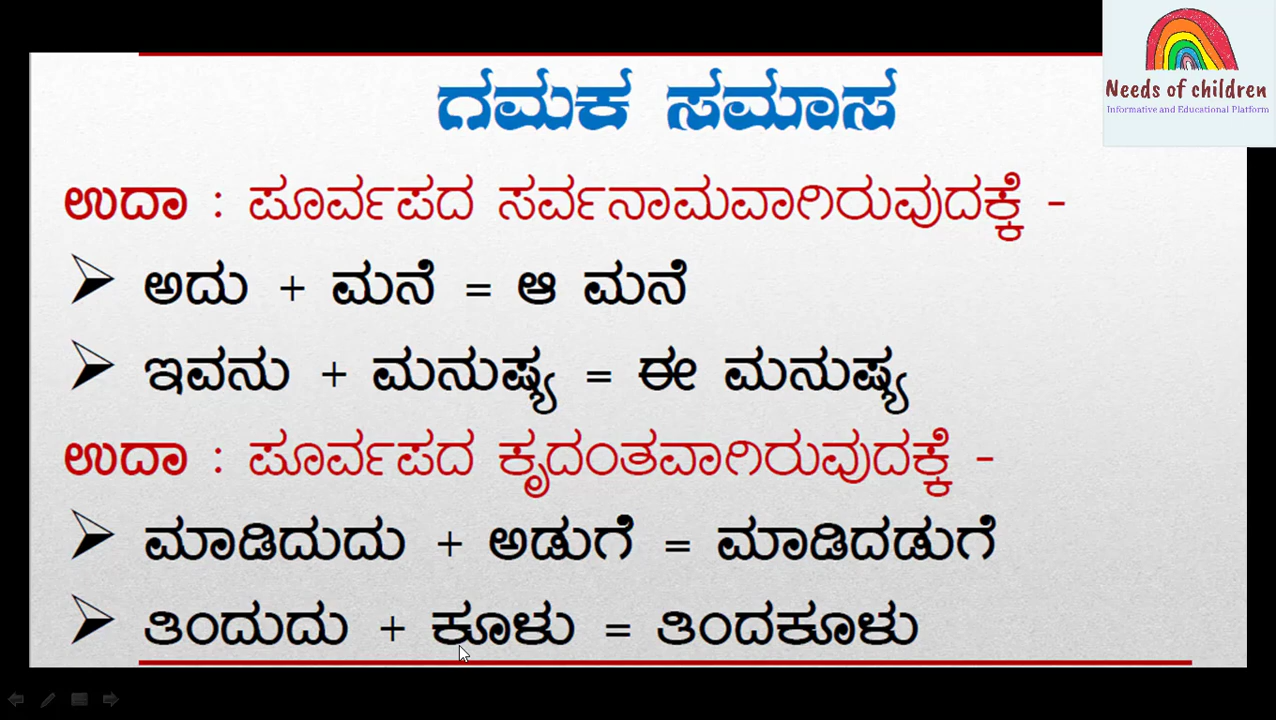 Needs of children
Informative and Educational Platform
ಗಮಕ ಸಮಾಸ
ಉದಾ : ಪೂರ್ವಪದ ಸರ್ವನಾಮವಾಗಿರುವುದಕ್ಕೆ -
➢ ಅದು + ಮನೆ = ಆ ಮನೆ
➢ ಇವನು + ಮನುಷ್ಯ = ಈ ಮನುಷ್ಯ
ಉದಾ : ಪೂರ್ವಪದ ಕೃದಂತವಾಗಿರುವುದಕ್ಕೆ -
➢ ಮಾಡಿದುದು + ಅಡುಗೆ = ಮಾಡಿದಡುಗೆ
➢ ತಿಂದುದು + ಕೂಳು = ತಿಂದಕೂಳು